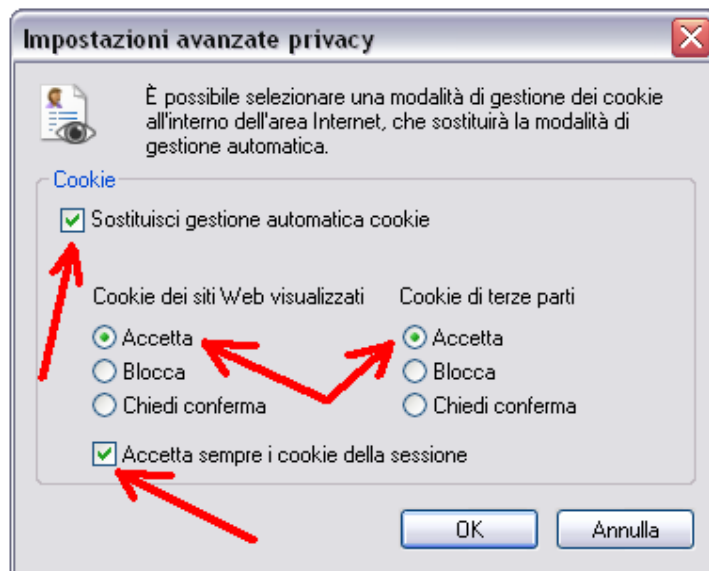 Impostazioni avanzate privacy
È possibile selezionare una modalità di gestione dei cookie
all'interno dell'area Internet, che sostituirà la modalità di
gestione automatica.
Cookie
Sostituisci gestione automatica cookie
Cookie dei siti Web visualizzati
Accetta
Blocca
Chiedi conferma
Cookie di terze parti
Accetta
Blocca
Chiedi conferma
Accetta sempre i cookie della sessione
OK
Annulla